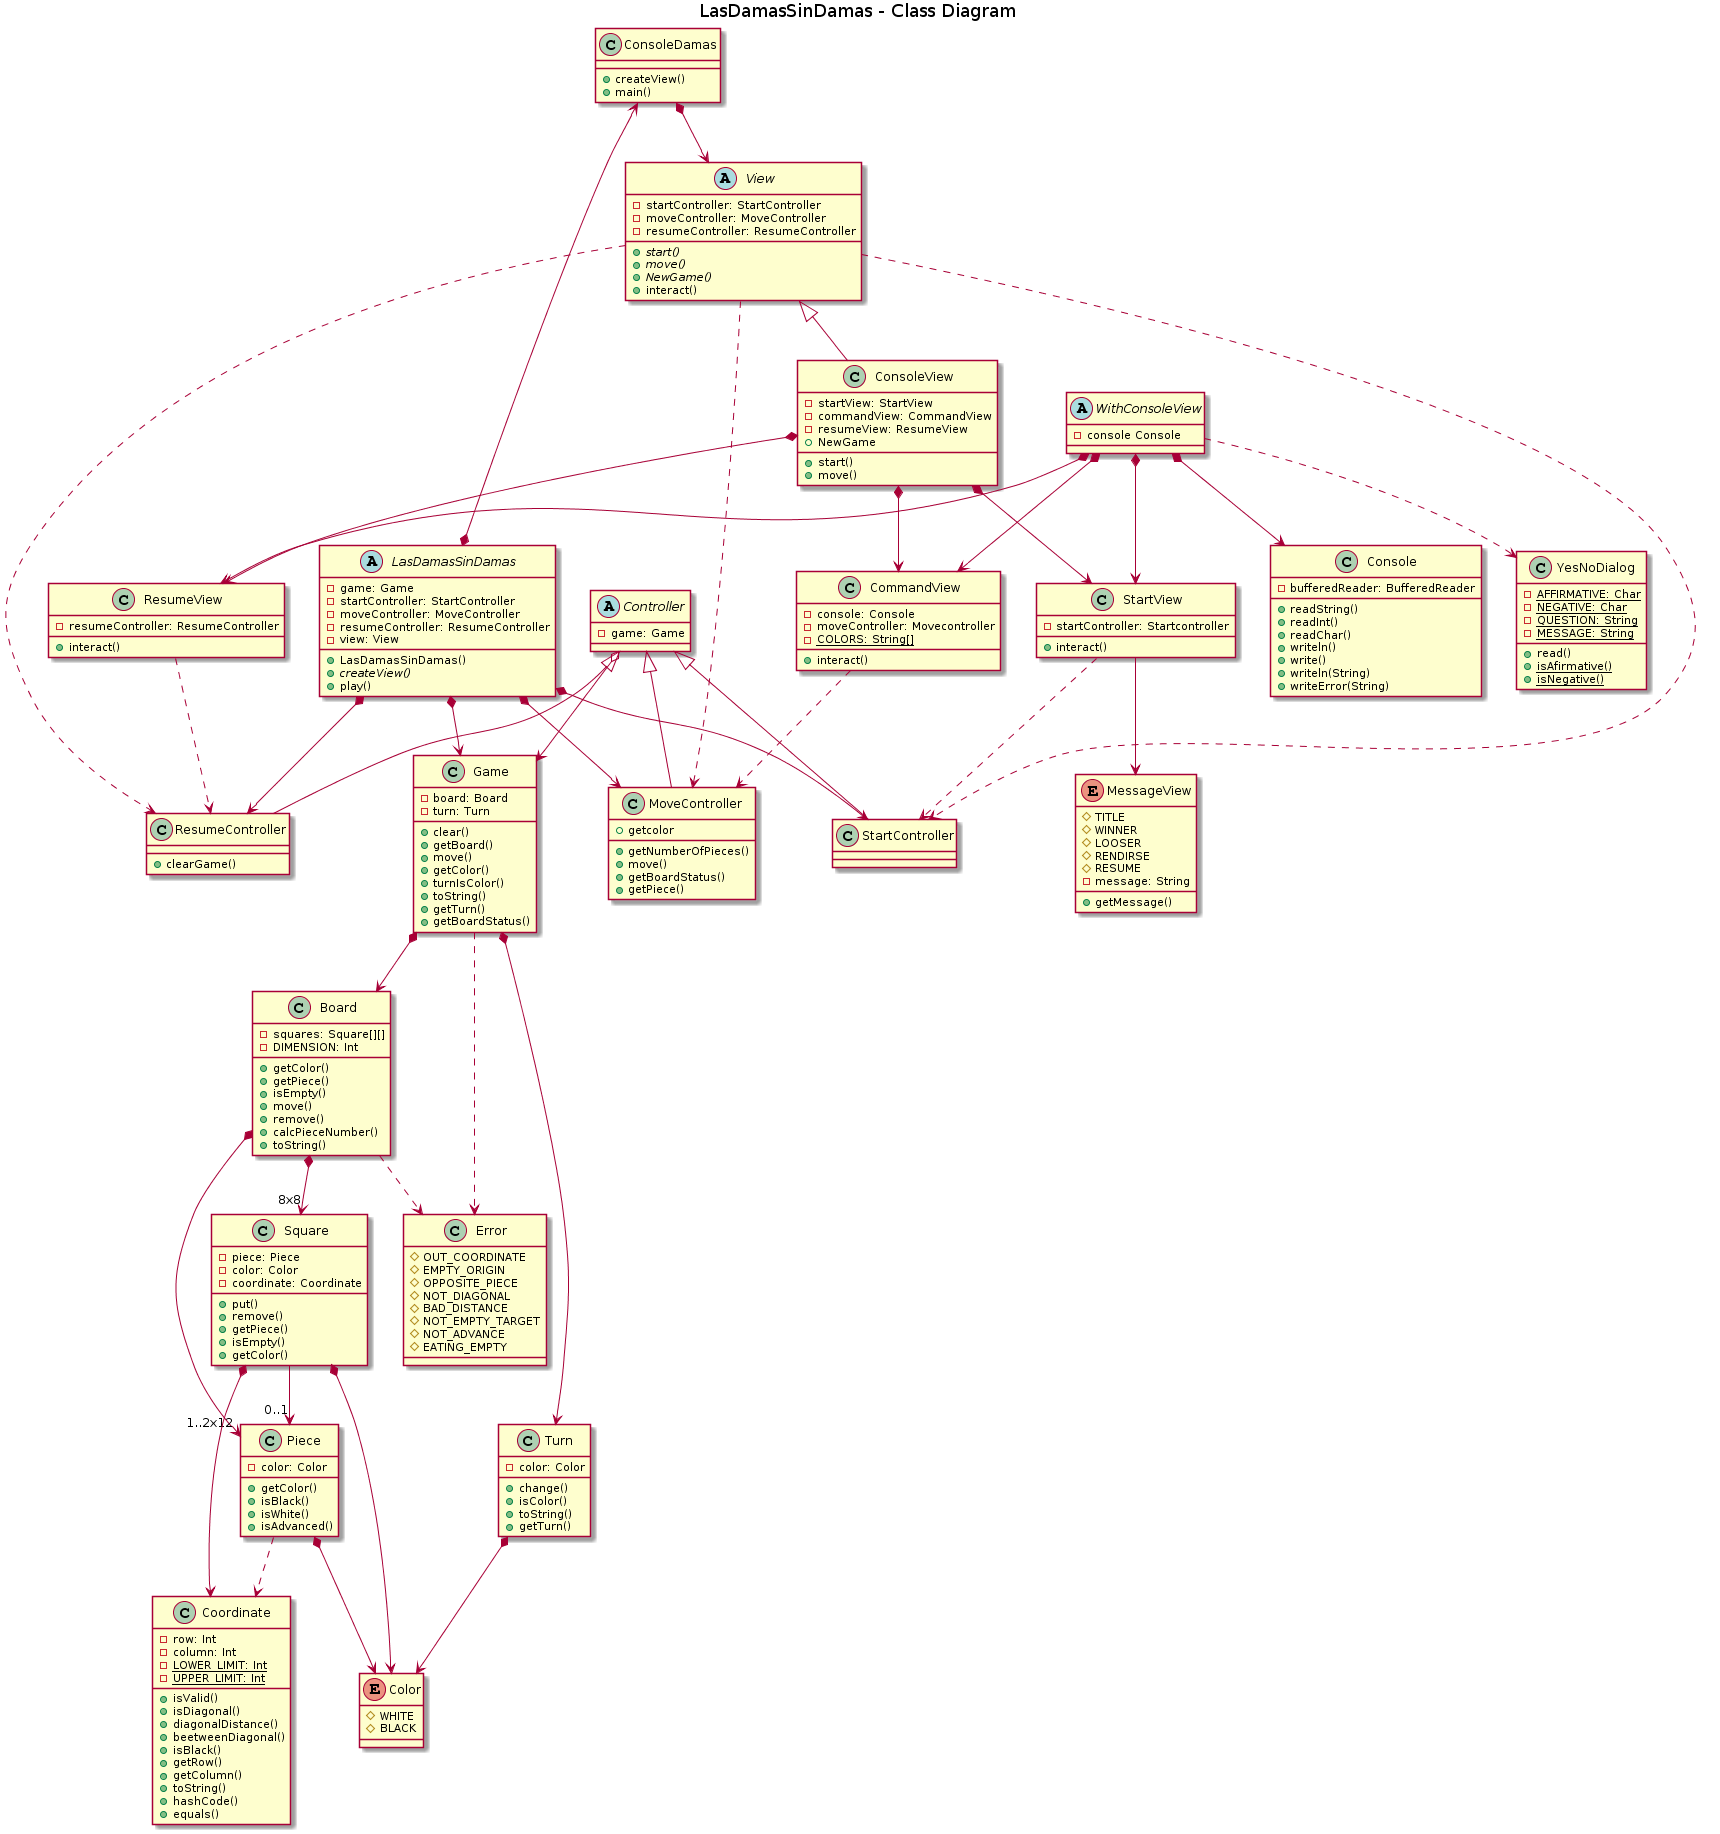 LasDamasSinDamas - Class Diagram
C ConsoleDamas
createView()
main()
A View
startController: StartController
moveController: MoveController
resumeController: ResumeController
start()
move()
NewGame()
interact()
C ConsoleView
startView: StartView
commandView: CommandView
resumeView: ResumeView
NewGame
start()
move()
A WithConsoleView
console Console
C ResumeView
resumeController: ResumeController
interact()
A LasDamasSinDamas
game: Game
startController: StartController
moveController: MoveController
resumeController: ResumeController
view: View
LasDamasSinDamas()
createView()
play()
A Controller
game: Game
C CommandView
console: Console
moveController: Movecontroller
COLORS: String[]
interact()
C StartView
startController: Startcontroller
interact()
C Console
bufferedReader: BufferedReader
readString()
readInt()
readChar()
writeln()
write()
writeln(String)
writeError(String)
C YesNoDialog
AFFIRMATIVE: Char
NEGATIVE: Char
QUESTION: String
MESSAGE: String
read()
isAfirmative()
isNegative()
C ResumeController
clearGame()
C Game
board: Board
turn: Turn
clear()
getBoard()
move()
getColor()
turnIsColor()
toString()
getTurn()
getBoardStatus()
C MoveController
getcolor
getNumberOfPieces()
move()
getBoardStatus()
getPiece()
C StartController
E MessageView
TITLE
WINNER
LOOSER
RENDIRSE
RESUME
message: String
getMessage()
C Board
squares: Square[][]
DIMENSION: Int
getColor()
getPiece()
isEmpty()
move()
remove()
calcPieceNumber()
toString()
8x8
C Square
piece: Piece
color: Color
coordinate: Coordinate
put()
remove()
getPiece()
isEmpty()
getColor()
C Error
OUT_COORDINATE
EMPTY_ORIGIN
OPPOSITE_PIECE
NOT_DIAGONAL
BAD_DISTANCE
NOT_EMPTY_TARGET
NOT_ADVANCE
EATING_EMPTY
0..1
1..2x12
C Piece
color: Color
getColor()
isBlack()
isWhite()
isAdvanced()
C Turn
color: Color
change()
isColor()
toString()
getTurn()
C Coordinate
row: Int
column: Int
LOWER_LIMIT: Int
UPPER_LIMIT: Int
isValid()
isDiagonal()
diagonalDistance()
beetweenDiagonal()
isBlack()
getRow()
getColumn()
toString()
hashCode()
equals()
E Color
WHITE
BLACK